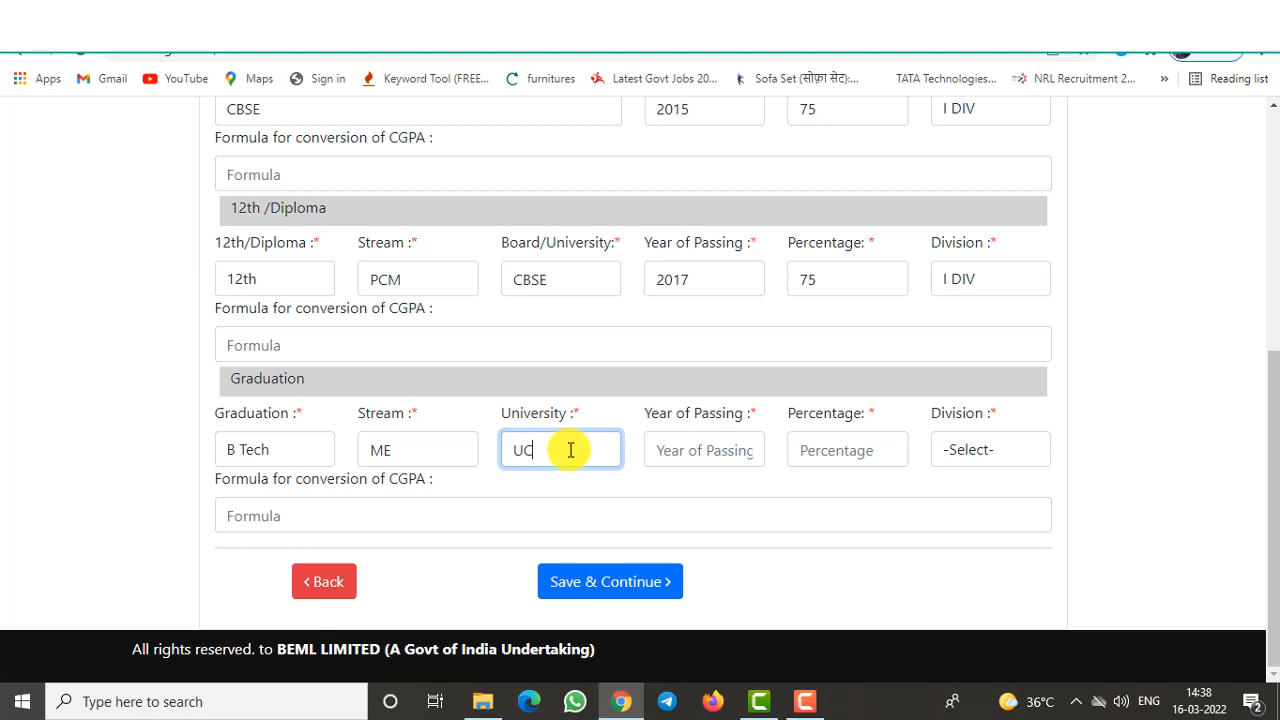 Apps Gmail YouTube Maps Sign in Keyword Tool (FREE... furnitures Latest Govt Jobs 20... Sofa Set (सोफ़ा सेट):... TATA Technologies... NRL Recruitment 2... » Reading list
CBSE 2015 75 I DIV
Formula for conversion of CGPA :
Formula
12th /Diploma
12th/Diploma :* Stream :* Board/University:* Year of Passing :* Percentage: * Division :*
12th PCM CBSE 2017 75 I DIV
Formula for conversion of CGPA :
Formula
Graduation
Graduation :* Stream :* University :* Year of Passing :* Percentage: * Division :*
B Tech ME UC Year of Passing Percentage -Select-
Formula for conversion of CGPA :
Formula
‹ Back Save & Continue ›
All rights reserved. to BEML LIMITED (A Govt of India Undertaking)
Type here to search 36°C ENG 14:38
16-03-2022 2